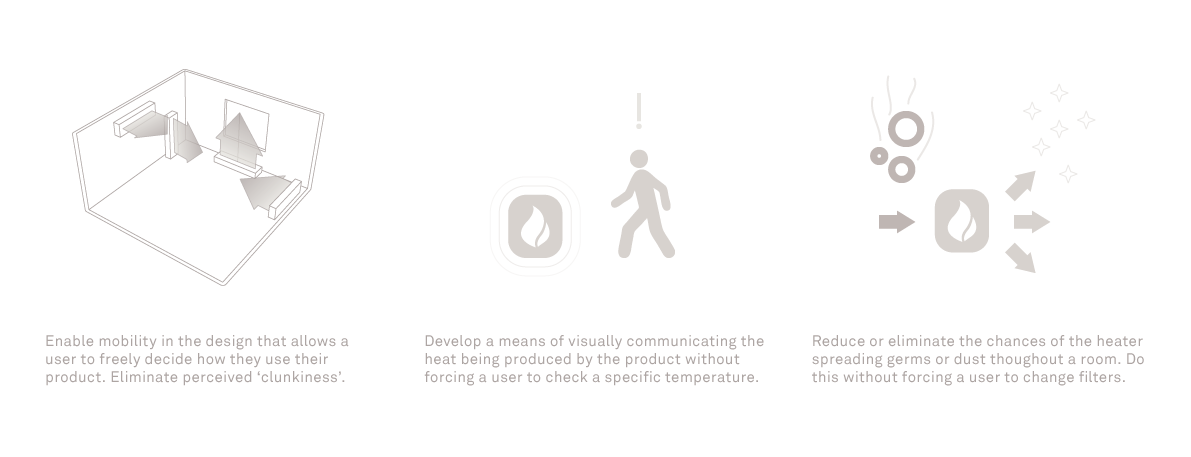 Enable mobility in the design that allows a
user to freely decide how they use their
product. Eliminate perceived ‘clunkiness’.
Develop a means of visually communicating the
heat being produced by the product without
forcing a user to check a specific temperature.
Reduce or eliminate the chances of the heater
spreading germs or dust thoughout a room. Do
this without forcing a user to change filters.